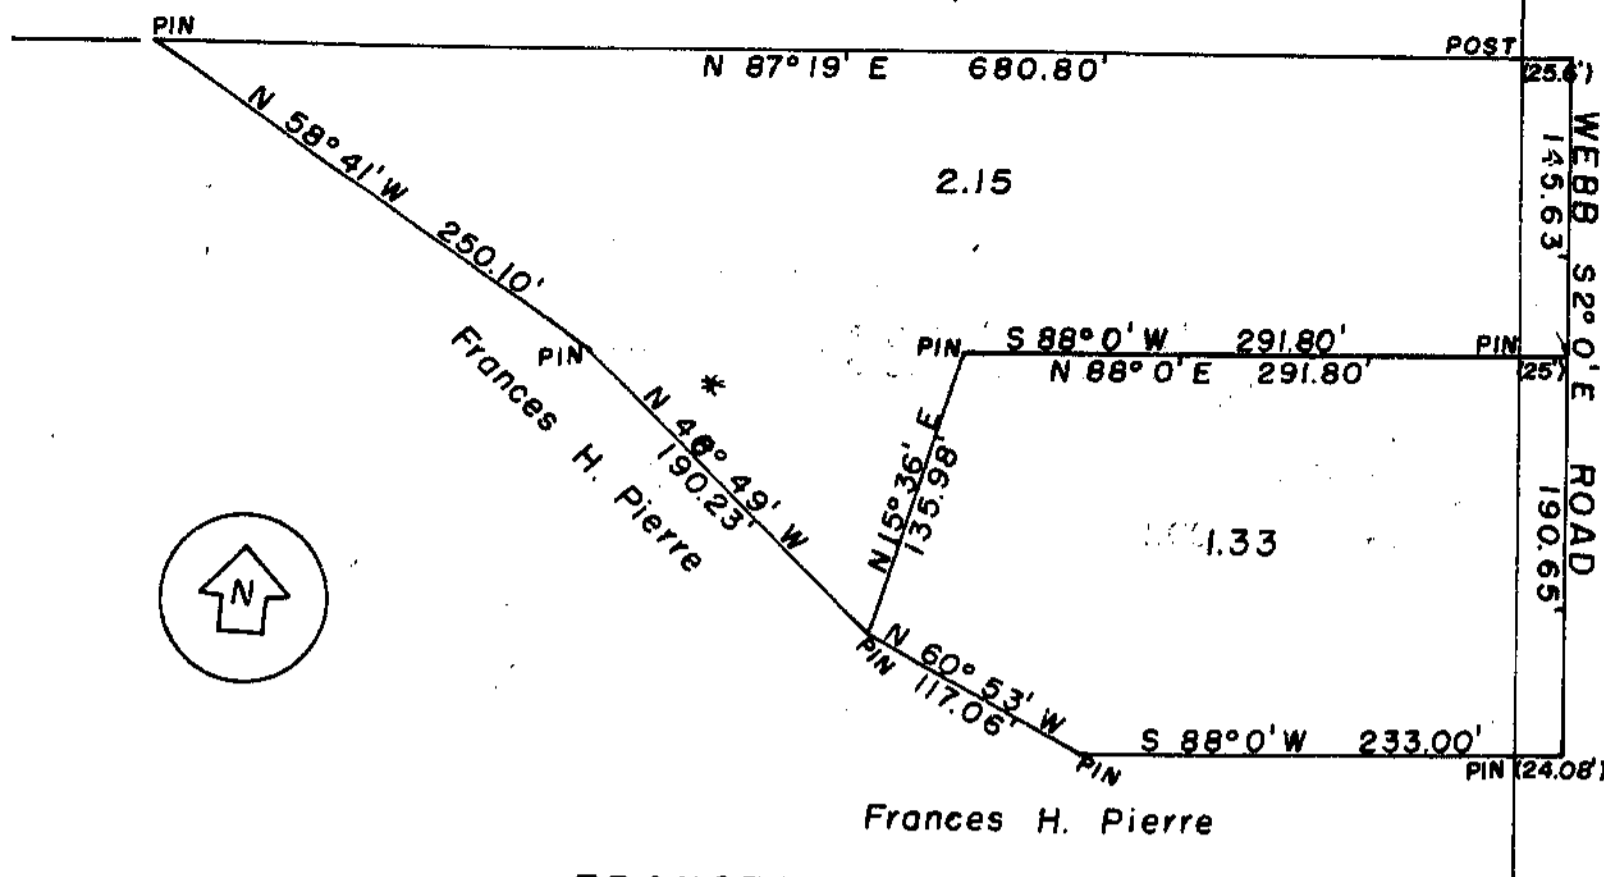 PIN
N 87° 19' E 680.80'
POST
(25.6')
N 58° 41' W 250.10'
2.15
145.63'
WEBB S 2° 0' E ROAD
PIN
Frances H. Pierre
PIN S 88° 0' W 291.80' PIN
N 88° 0' E 291.80' (25')
N 46° 49' W
190.23'
N 15° 36' E
135.98'
1.33
190.65'
N
PIN
N 60° 53' W
117.06'
S 88° 0' W 233.00'
PIN
PIN (24.08')
Frances H. Pierre